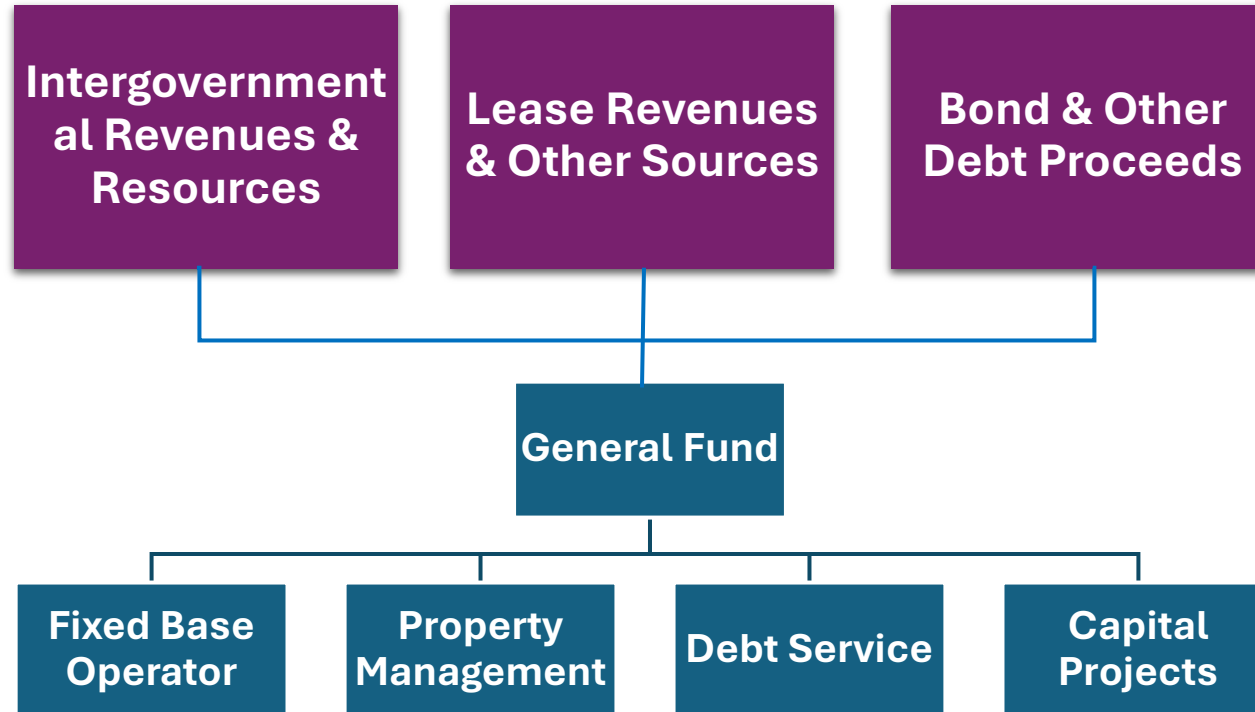 Intergovernment
al Revenues &
Resources
Lease Revenues
& Other Sources
Bond & Other
Debt Proceeds
General Fund
Fixed Base
Operator
Property
Management
Debt Service
Capital
Projects